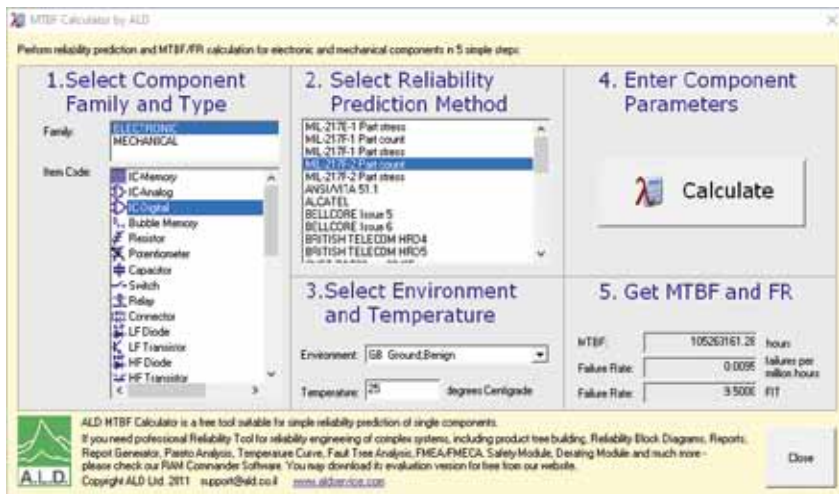 MTBF Calculator by ALD
Perform reliability prediction and MTBF/FR calculation for electronic and mechanical components in 5 simple steps:
1.Select Component
Family and Type
Family:
ELECTRONIC
MECHANICAL
Item Code:
IC-Memory
IC-Analog
IC-Digital
Bubble Memory
Resistor
Potentiometer
Capacitor
Switch
Relay
Connector
LF Diode
LF Transistor
HF Diode
HF Transistor
2. Select Reliability
Prediction Method
MIL-217E-1 Part stress
MIL-217F-1 Part count
MIL-217F-1 Part stress
MIL-217F-2 Part count
MIL-217F-2 Part stress
ANSI/VITA 51.1
ALCATEL
BELLCORE Issue 5
BELLCORE Issue 6
BRITISH TELECOM HRD4
BRITISH TELECOM HRD5
3.Select Environment
and Temperature
Environment: GB Ground,Benign
Temperature: 25 degrees Centigrade
4. Enter Component
Parameters
Calculate
5. Get MTBF and FR
MTBF: 105263161.28 hours
Failure Rate: 0.0095 failures per million hours
Failure Rate: 9.5000 FIT
ALD MTBF Calculator is a free tool suitable for simple reliability prediction of single components.
If you need professional Reliability Tool for reliability engineering of complex systems, including product tree building, Reliability Block Diagrams, Reports,
Report Generator, Pareto Analysis, Temperature Curve, Fault Tree Analysis, FMEA/FMECA, Safety Module, Derating Module and much more -
please check our RAM Commander Software. You may download its evaluation version for free from our website.
A.L.D. Copyright ALD Ltd. 2011 support@ald.co.il www.aldservice.com
Close